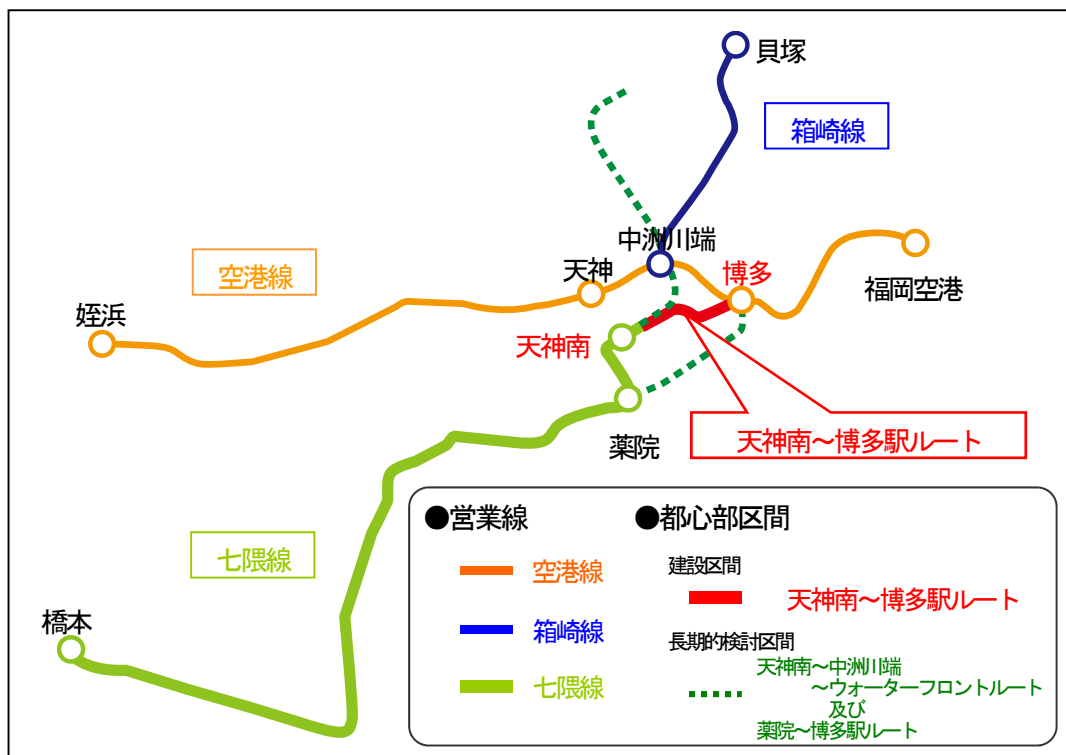 貝塚
箱崎線
中洲川端
天神
博多
空港線
福岡空港
姪浜
天神南
天神南～博多駅ルート
薬院
七隈線
橋本
●営業線
空港線
箱崎線
七隈線
●都心部区間
建設区間
天神南～博多駅ルート
長期的検討区間
天神南～中洲川端
～ウォーターフロントルート
及び
薬院～博多駅ルート